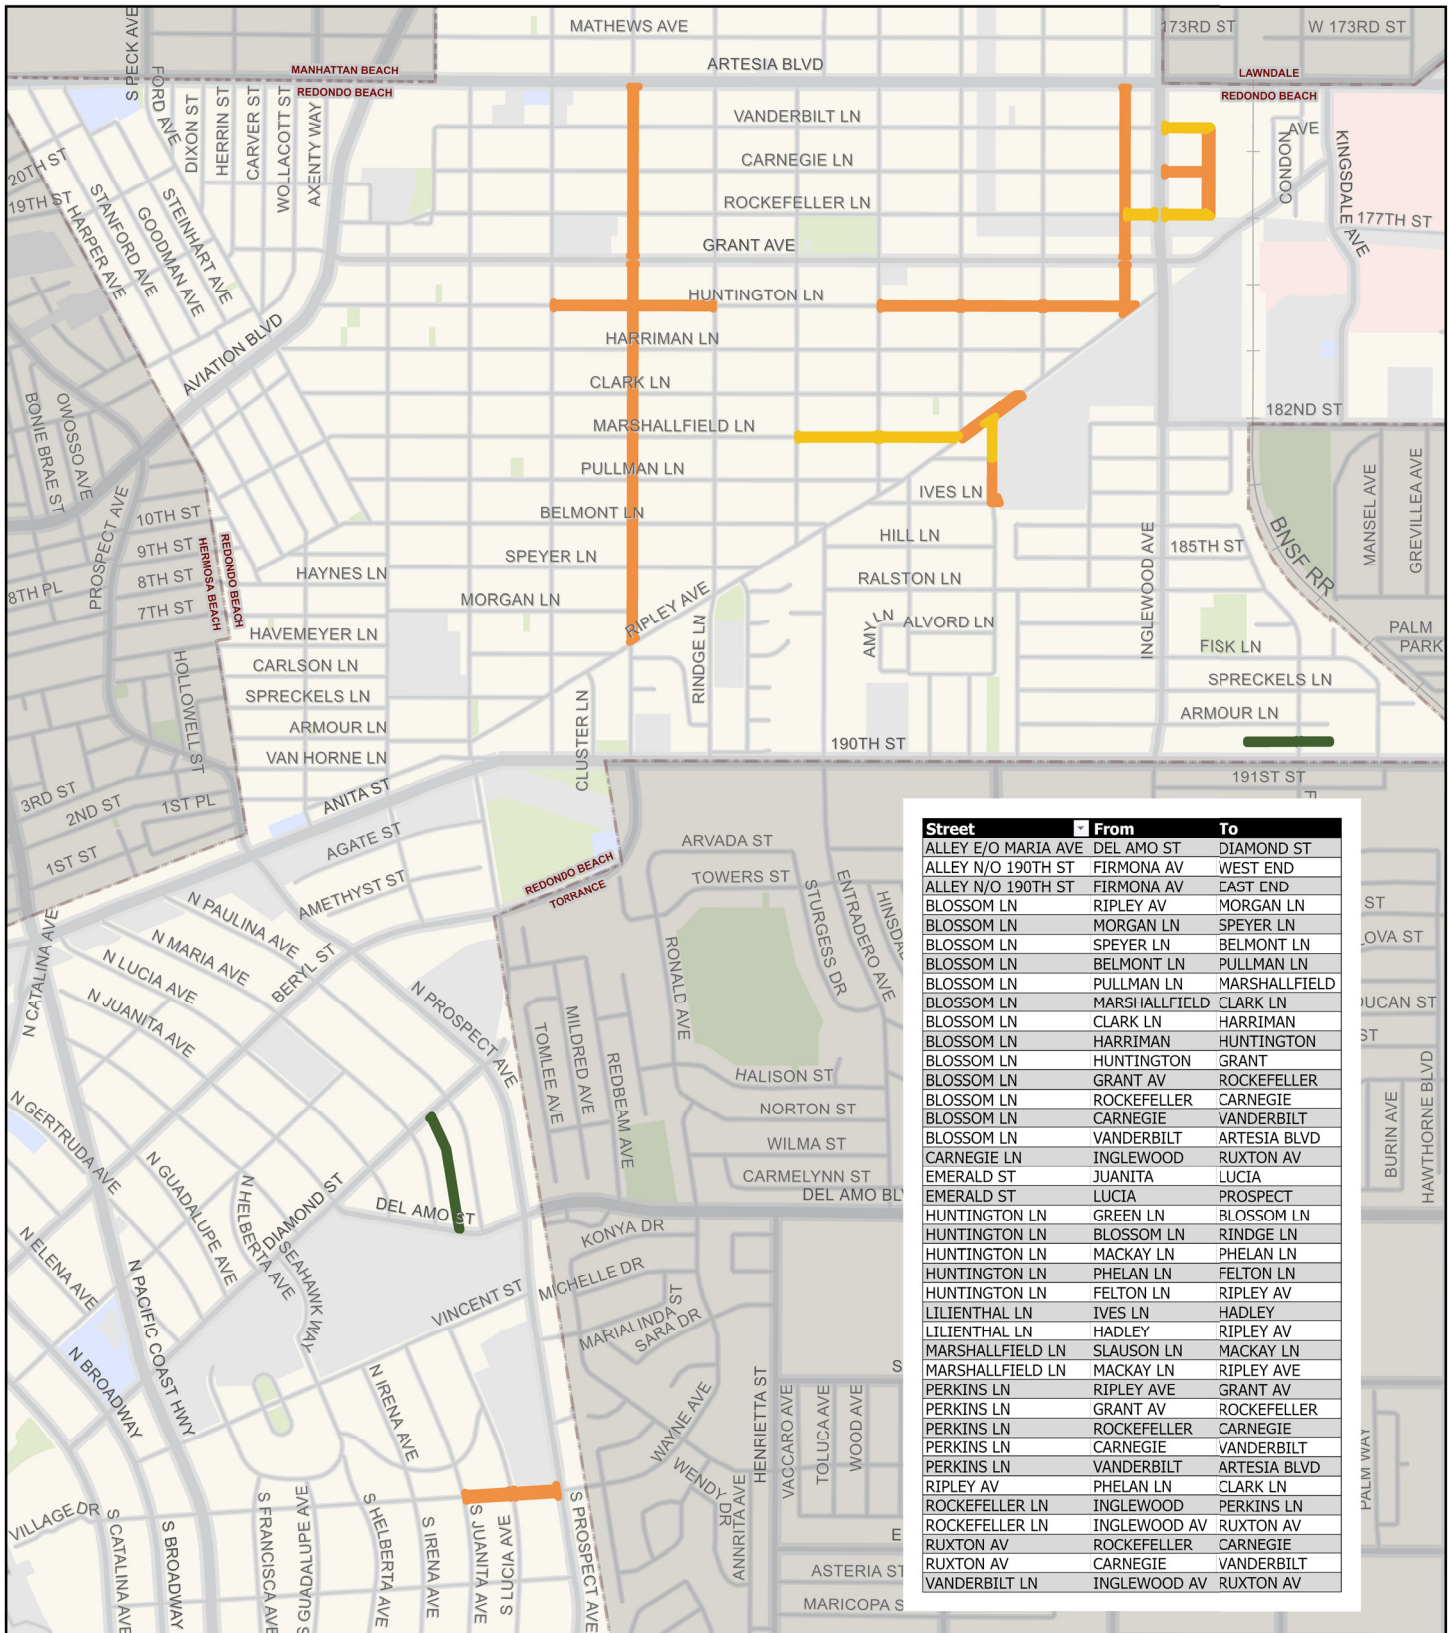 MATHEWS AVE
173RD ST
W 173RD ST
S PECK AVE
ARTESIA BLVD
MANHATTAN BEACH
REDONDO BEACH
LAWNDALE
REDONDO BEACH
FORD AVE
DIXON ST
HERRIN ST
CARVER ST
WOLLACOTT ST
AXENTY WAY
VANDERBILT LN
AVE
CONDON
KINGSDALE AVE
20TH ST
19TH ST
CARNEGIE LN
HARPER AVE
STANFORD AVE
GOODMAN AVE
STEINHART AVE
ROCKEFELLER LN
177TH ST
GRANT AVE
HUNTINGTON LN
AVIATION BLVD
HARRIMAN LN
CLARK LN
BONIE BRAE ST
OWOSSO AVE
182ND ST
MARSHALLFIELD LN
PULLMAN LN
MANSEL AVE
GREVILLEA AVE
PROSPECT AVE
IVES LN
10TH ST
BELMONT LN
9TH ST
HERMOSA BEACH
REDONDO BEACH
HILL LN
INGLEWOOD AVE
185TH ST
BNSF RR
8TH ST
HAYNES LN
SPEYER LN
RALSTON LN
8TH PL
7TH ST
MORGAN LN
RIPLEY AVE
AMY LN
ALVORD LN
HAVEMEYER LN
RINDGE LN
PALM
PARK
FISK LN
HOLLOWELL ST
CARLSON LN
SPRECKELS LN
SPRECKELS LN
ARMOUR LN
ARMOUR LN
CLUSTER LN
190TH ST
VAN HORNE LN
191ST ST
3RD ST
2ND ST
1ST PL
ANITA ST
1ST ST
AGATE ST
ARVADA ST
AMETHYST ST
REDONDO BEACH
TORRANCE
TOWERS ST
STURGESS DR
ENTRADERO AVE
N CATALINA AVE
N PAULINA AVE
N MARIA AVE
N LUCIA AVE
N JUANITA AVE
BERYL ST
N PROSPECT AVE
RONALD AVE
TOMLEE AVE
MILDRED AVE
REDBEAM AVE
HALISON ST
NORTON ST
WILMA ST
CARMELYNN ST
DEL AMO BL
N GERTRUDA AVE
N GUADALUPE AVE
N HELBERTA AVE
DIAMOND ST
DEL AMO ST
SEAHAWK WAY
KONYA DR
MICHELLE DR
VINCENT ST
MARIALINDA ST
SARA DR
N ELENA AVE
N PACIFIC COAST HWY
N BROADWAY
N IRENA AVE
WAYNE AVE
WENDY DR
HENRIETTA ST
VACCARO AVE
TOLUCA AVE
WOOD AVE
ANNRITA AVE
VILLAGE DR
S CATALINA AVE
S BROADWAY
S FRANCISCA AVE
S GUADALUPE AVE
S HELBERTA AVE
S IRENA AVE
S JUANITA AVE
S LUCIA AVE
S PROSPECT AVE
ASTERIA ST
MARICOPA S
BURIN AVE
HAWTHORNE BLVD
PALM WAY
Street From To
ALLEY E/O MARIA AVE DEL AMO ST DIAMOND ST
ALLEY N/O 190TH ST FIRMONA AV WEST END
ALLEY N/O 190TH ST FIRMONA AV EAST END
BLOSSOM LN RIPLEY AV MORGAN LN
BLOSSOM LN MORGAN LN SPEYER LN
BLOSSOM LN SPEYER LN BELMONT LN
BLOSSOM LN BELMONT LN PULLMAN LN
BLOSSOM LN PULLMAN LN MARSHALLFIELD
BLOSSOM LN MARSHALLFIELD CLARK LN
BLOSSOM LN CLARK LN HARRIMAN
BLOSSOM LN HARRIMAN HUNTINGTON
BLOSSOM LN HUNTINGTON GRANT
BLOSSOM LN GRANT AV ROCKEFELLER
BLOSSOM LN ROCKEFELLER CARNEGIE
BLOSSOM LN CARNEGIE VANDERBILT
BLOSSOM LN VANDERBILT ARTESIA BLVD
CARNEGIE LN INGLEWOOD RUXTON AV
EMERALD ST JUANITA LUCIA
EMERALD ST LUCIA PROSPECT
HUNTINGTON LN GREEN LN BLOSSOM LN
HUNTINGTON LN BLOSSOM LN RINDGE LN
HUNTINGTON LN MACKAY LN PHELAN LN
HUNTINGTON LN PHELAN LN FELTON LN
HUNTINGTON LN FELTON LN RIPLEY AV
LILIENTHAL LN IVES LN HADLEY
LILIENTHAL LN HADLEY RIPLEY AV
MARSHALLFIELD LN SLAUSON LN MACKAY LN
MARSHALLFIELD LN MACKAY LN RIPLEY AVE
PERKINS LN RIPLEY AVE GRANT AV
PERKINS LN GRANT AV ROCKEFELLER
PERKINS LN ROCKEFELLER CARNEGIE
PERKINS LN CARNEGIE VANDERBILT
PERKINS LN VANDERBILT ARTESIA BLVD
RIPLEY AV PHELAN LN CLARK LN
ROCKEFELLER LN INGLEWOOD PERKINS LN
ROCKEFELLER LN INGLEWOOD AV RUXTON AV
RUXTON AV ROCKEFELLER CARNEGIE
RUXTON AV CARNEGIE VANDERBILT
VANDERBILT LN INGLEWOOD AV RUXTON AV